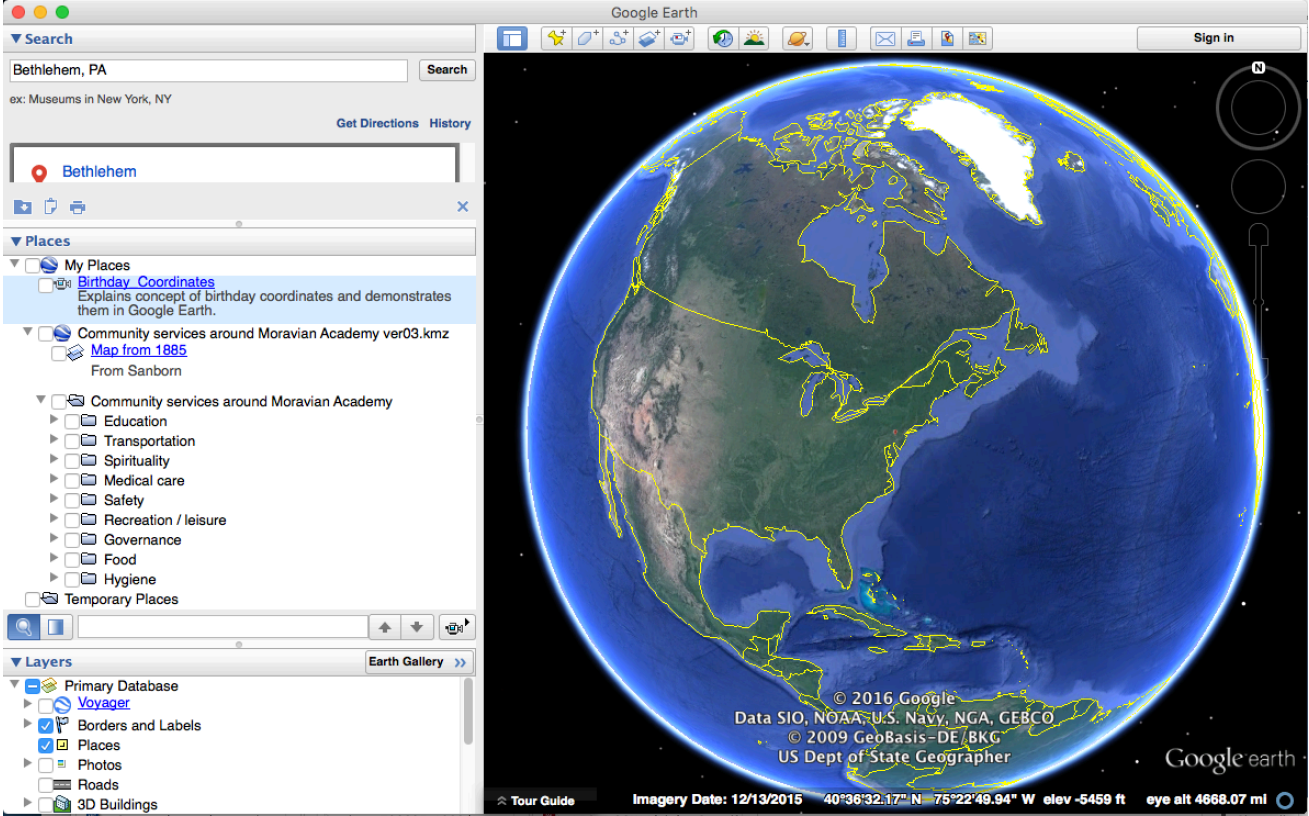 Google Earth
Search
Bethlehem, PA
Search
ex: Museums in New York, NY
Get Directions History
Bethlehem
Places
My Places
Birthday_Coordinates
Explains concept of birthday coordinates and demonstrates
them in Google Earth.
Community services around Moravian Academy ver03.kmz
Map from 1885
From Sanborn
Community services around Moravian Academy
Education
Transportation
Spirituality
Medical care
Safety
Recreation / leisure
Governance
Food
Hygiene
Temporary Places
Layers
Earth Gallery >>
Primary Database
Voyager
Borders and Labels
Places
Photos
Roads
3D Buildings
Sign in
N
© 2016 Google
Data SIO, NOAA, U.S. Navy, NGA, GEBCO
© 2009 GeoBasis-DE/BKG
US Dept of State Geographer
Google earth
Tour Guide
Imagery Date: 12/13/2015 40°36'32.17" N 75°22'49.94" W elev -5459 ft eye alt 4668.07 mi